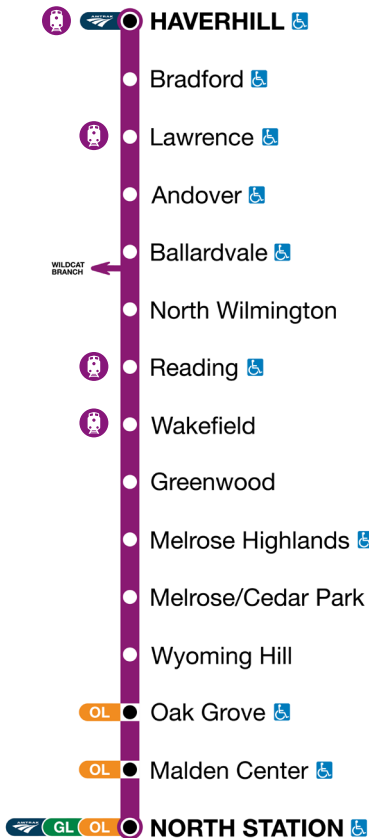 AMTRAK HAVERHILL
Bradford
Lawrence
Andover
Ballardvale
WILDCAT
BRANCH
North Wilmington
Reading
Wakefield
Greenwood
Melrose Highlands
Melrose/Cedar Park
Wyoming Hill
OL Oak Grove
OL Malden Center
AMTRAK GL OL NORTH STATION